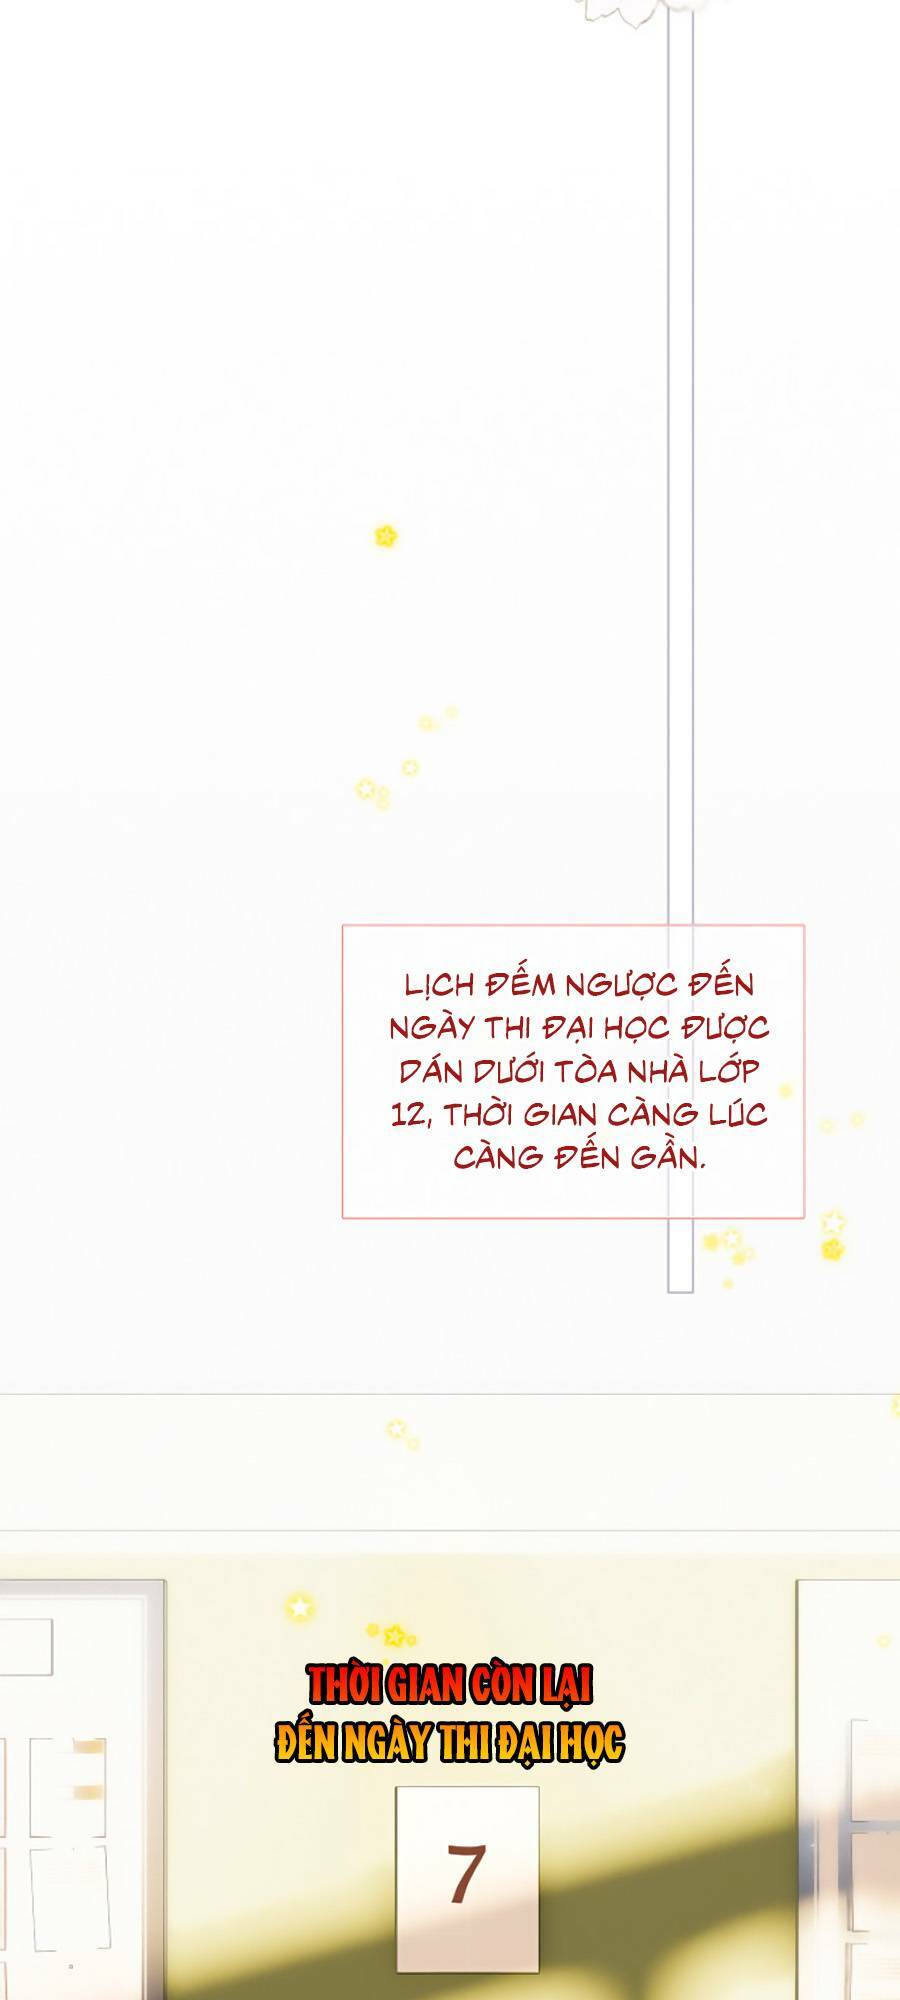 LỊCH ĐẾM NGƯỢC ĐẾN
NGÀY THI ĐẠI HỌC ĐƯỢC
DÁN DƯỚI TÒA NHÀ LỚP
12, THỜI GIAN CÀNG LÚC
CÀNG ĐẾN GẦN.
THỜI GIAN CÒN LẠI
ĐẾN NGÀY THI ĐẠI HỌC
7